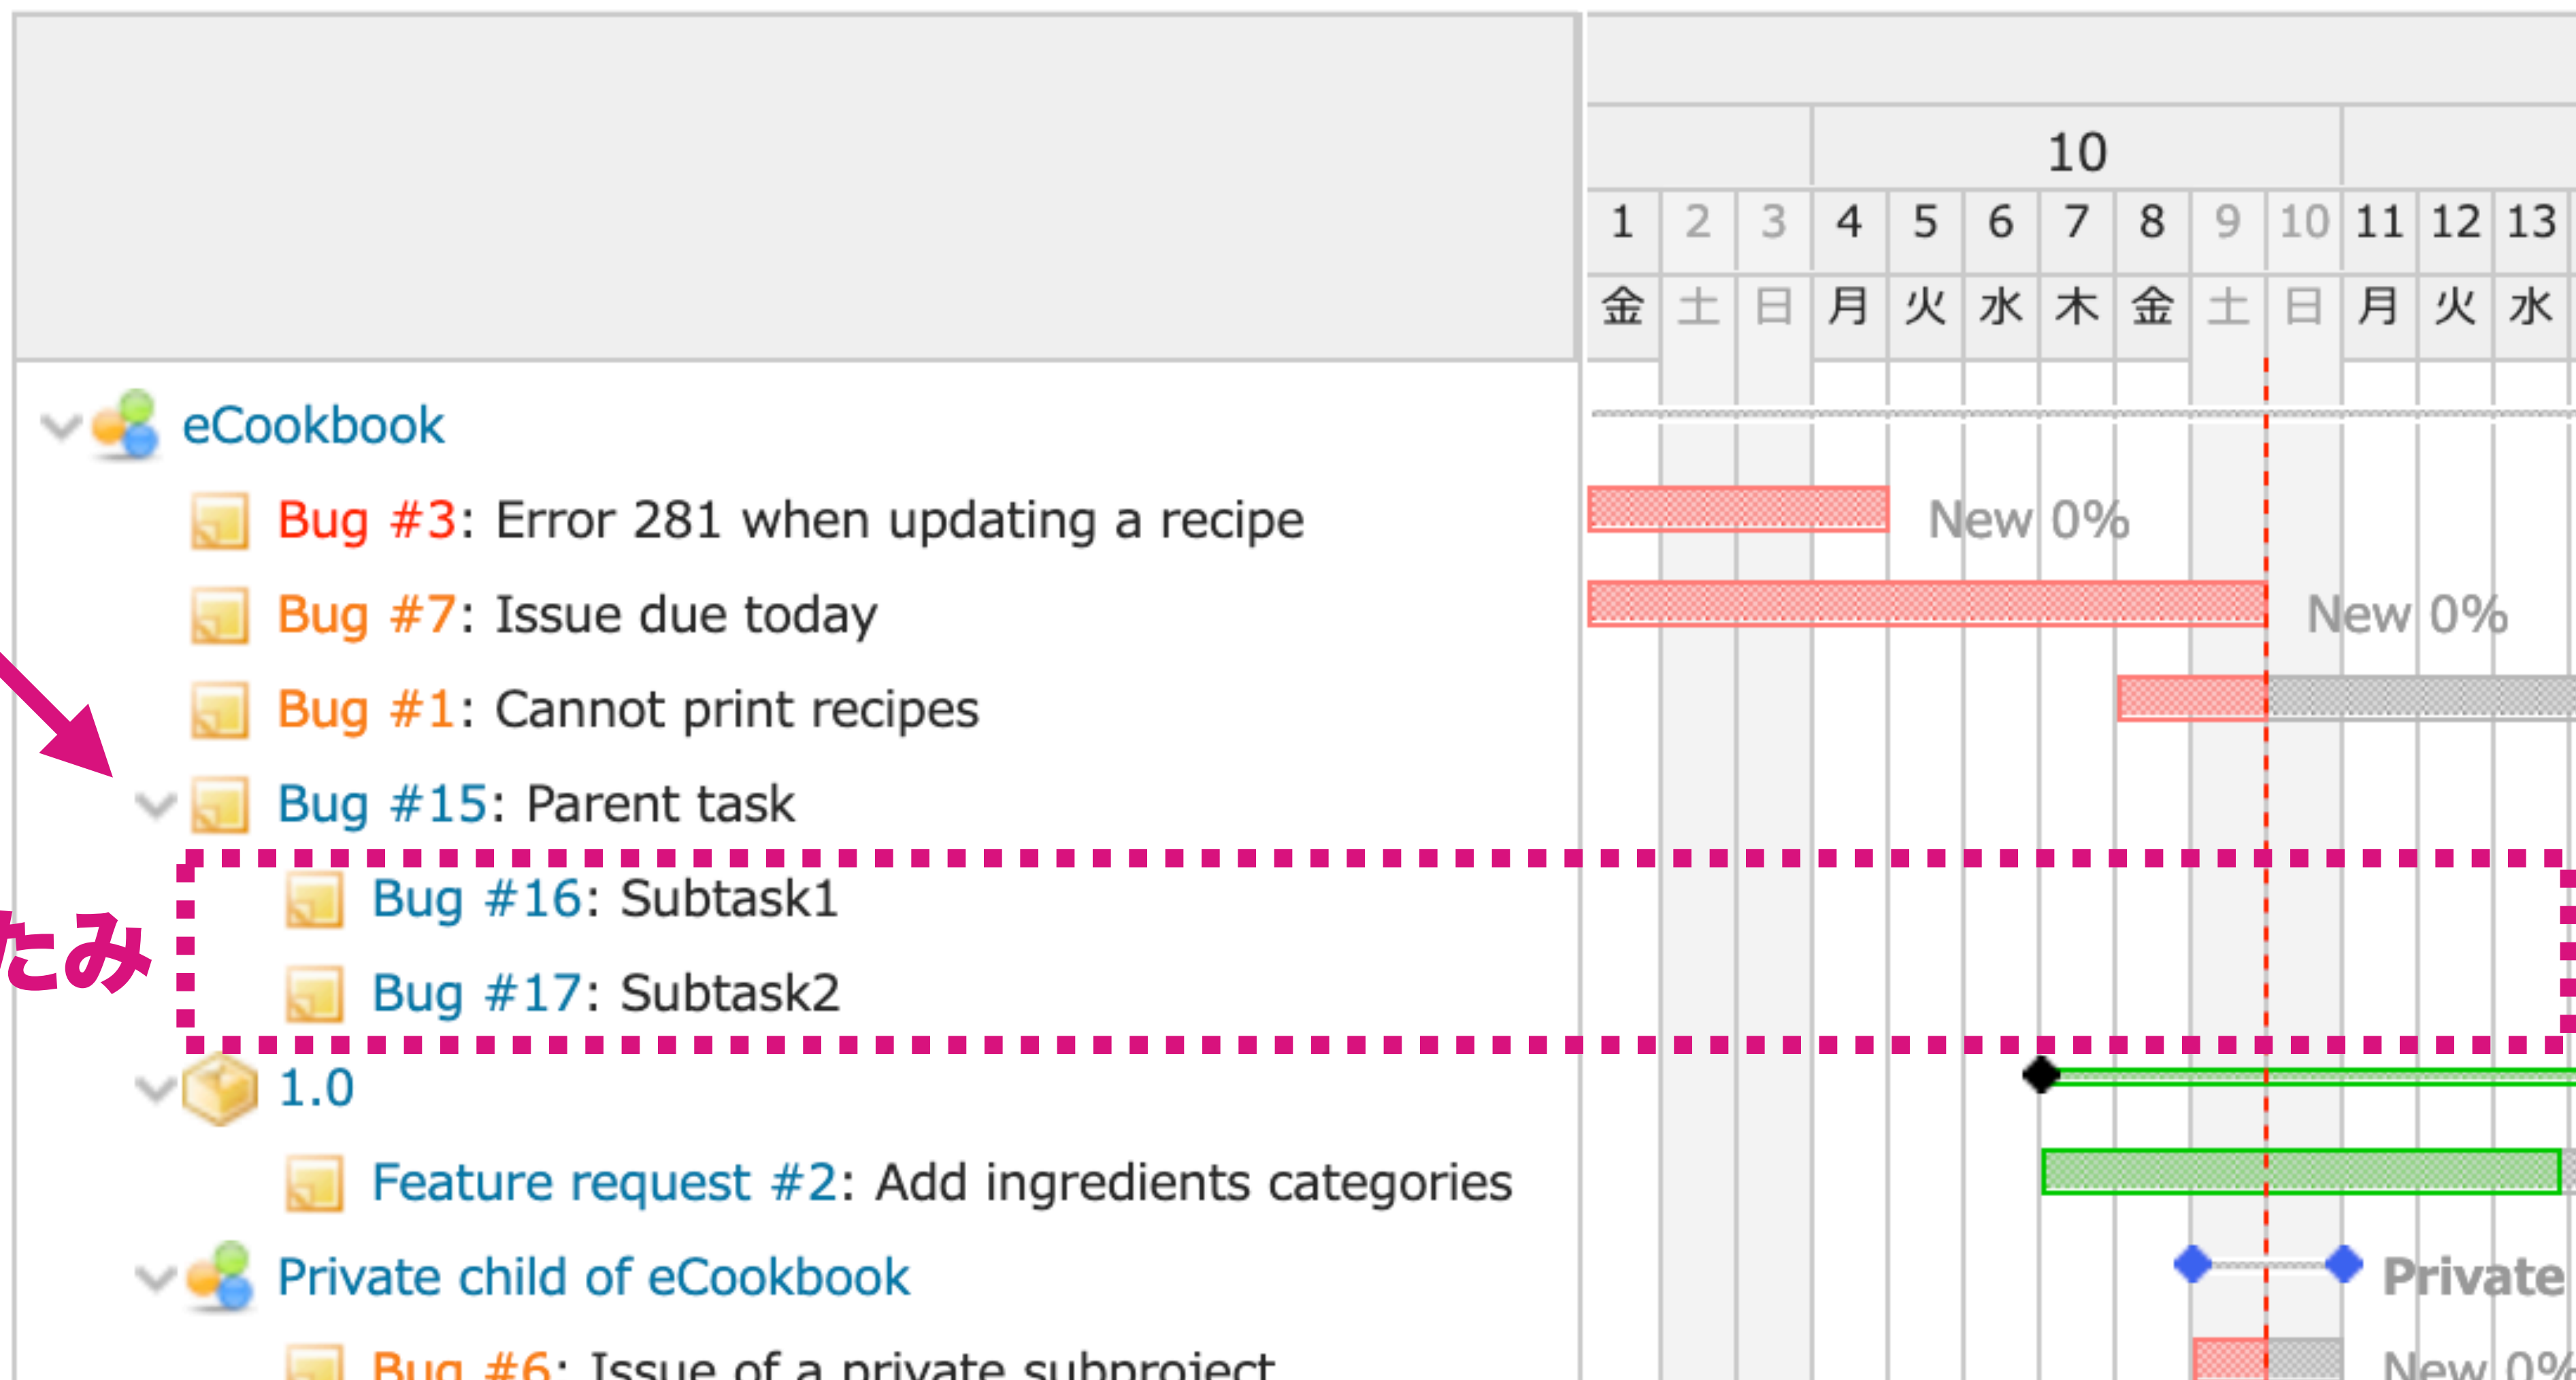 10
1 2 3 4 5 6 7 8 9 10 11 12 13
金 土 日 月 火 水 木 金 土 日 月 火 水
eCookbook
Bug #3: Error 281 when updating a recipe New 0%
Bug #7: Issue due today New 0%
Bug #1: Cannot print recipes
Bug #15: Parent task
Bug #16: Subtask1
たみ
Bug #17: Subtask2
1.0
Feature request #2: Add ingredients categories
Private child of eCookbook Private
Bug #6: Issue of a private subproject New 0%